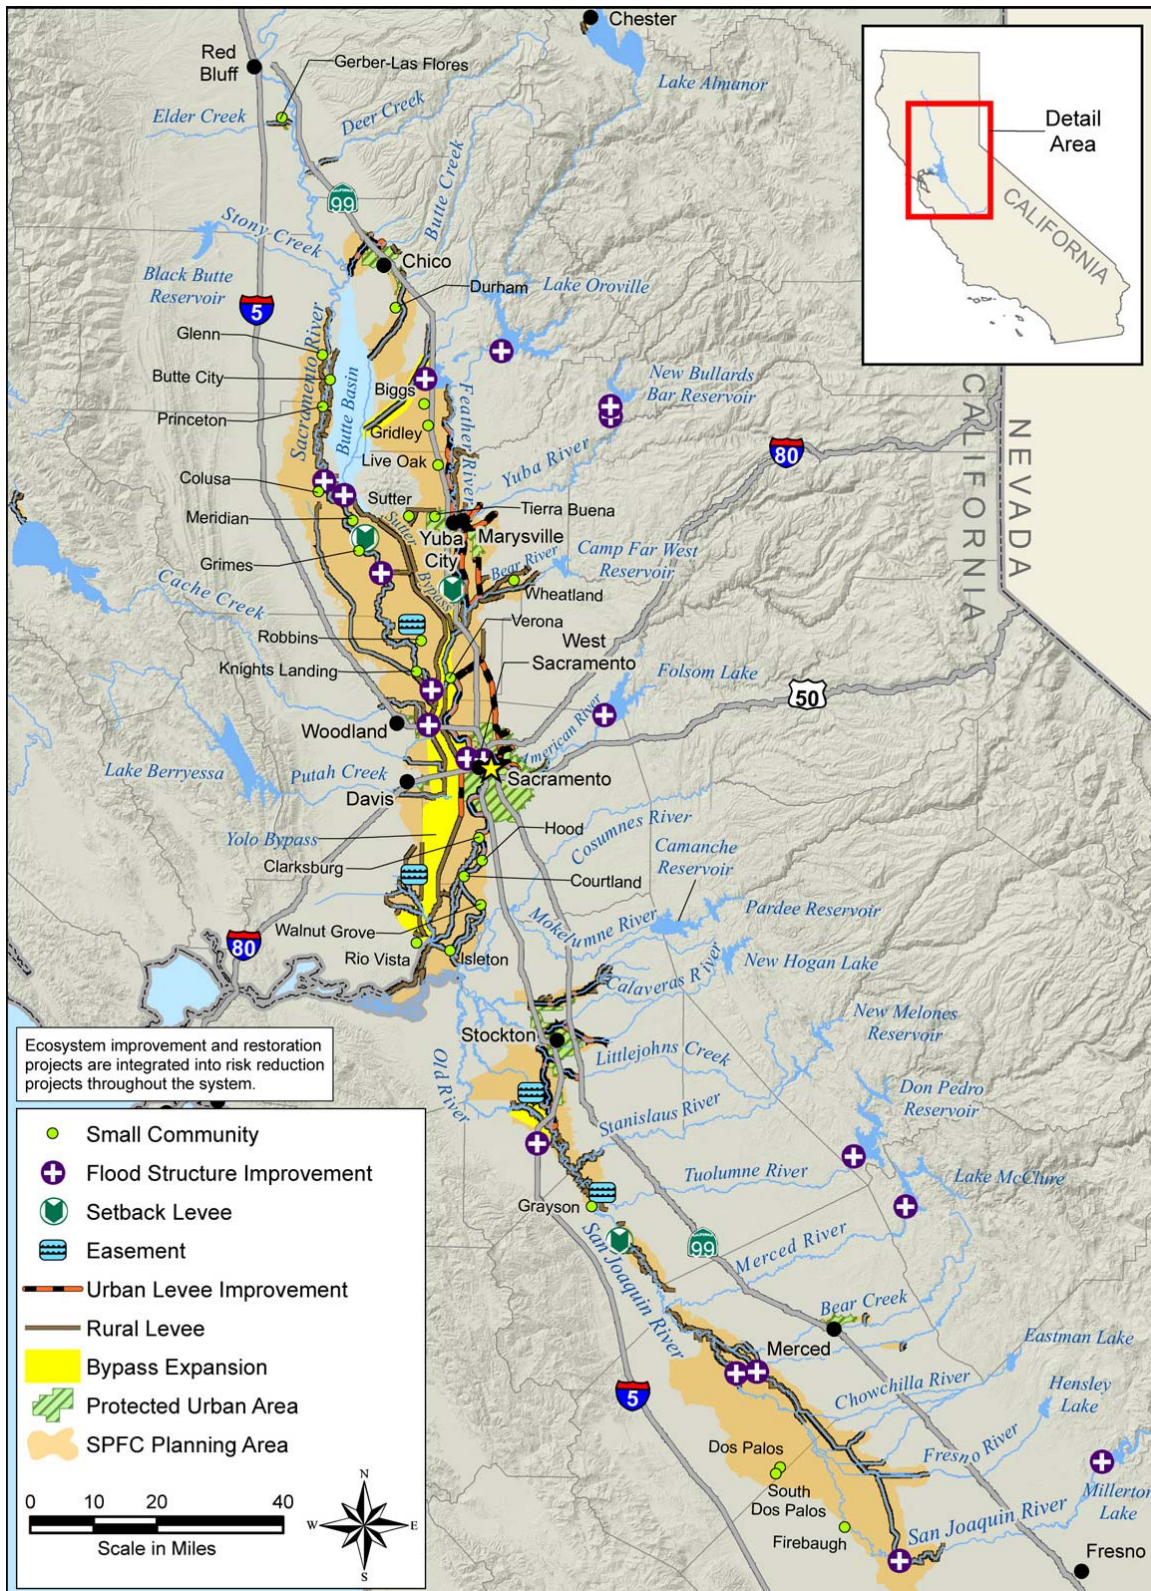 Chester
Red
Bluff
Gerber-Las Flores
Lake Almanor
Elder Creek
Deer Creek
Detail
Area
CALIFORNIA
CALIFORNIA
99
Butte Creek
Stony Creek
Chico
Black Butte
Reservoir
Durham
Lake Oroville
5
Glenn
Sacramento River
Butte City
Butte Basin
Biggs
Feather River
New Bullards
Bar Reservoir
Princeton
Gridley
CALIFORNIA
NEVADA
80
Live Oak
Yuba River
Colusa
Sutter
Tierra Buena
Meridian
Sutter
Bypass
Yuba
City
Marysville
Grimes
Bear River
Camp Far West
Reservoir
Cache Creek
Wheatland
Robbins
Verona
West
Sacramento
Knights Landing
Folsom Lake
50
Woodland
American River
Lake Berryessa
Putah Creek
Sacramento
Davis
Yolo Bypass
Hood
Cosumnes River
Clarksburg
Camanche
Reservoir
Courtland
Walnut Grove
Mokelumne River
Pardee Reservoir
80
Rio Vista
Isleton
New Hogan Lake
Calaveras River
New Melones
Reservoir
Stockton
Ecosystem improvement and restoration
projects are integrated into risk reduction
projects throughout the system.
Old River
Littlejohns Creek
Don Pedro
Reservoir
Stanislaus River
Tuolumne River
Lake McClure
Grayson
San Joaquin River
99
Merced River
Bear Creek
Merced
Eastman Lake
5
Chowchilla River
Hensley
Lake
Dos Palos
Fresno River
South
Dos Palos
Millerton
Lake
Firebaugh
San Joaquin River
Fresno
Small Community
Flood Structure Improvement
Setback Levee
Easement
Urban Levee Improvement
Rural Levee
Bypass Expansion
Protected Urban Area
SPFC Planning Area
0 10 20 40
Scale in Miles
N
W E
S